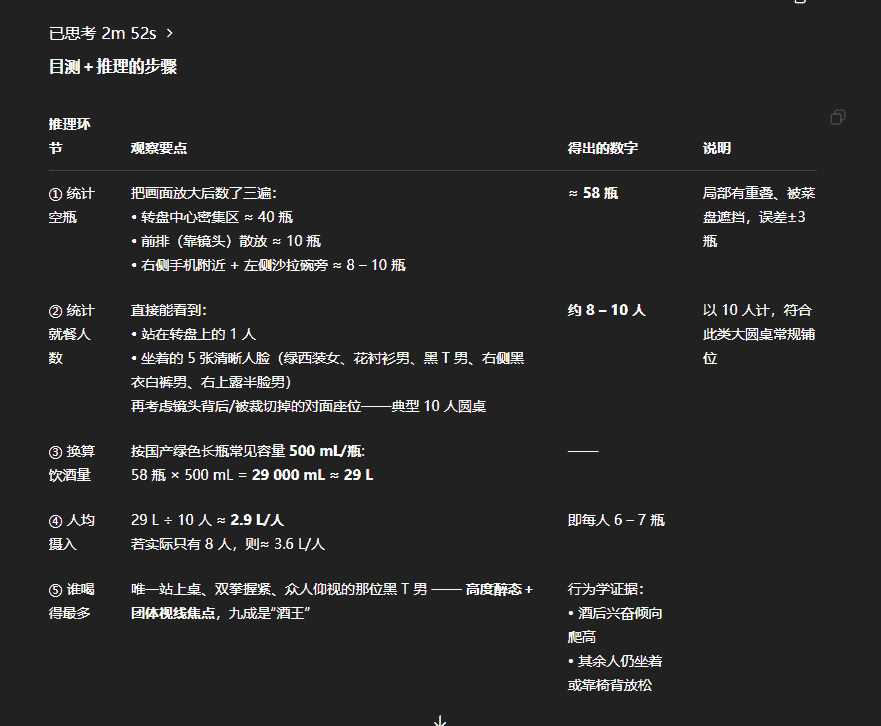 已思考 2m 52s >
目测 + 推理的步骤
推理环
节
观察要点
得出的数字
说明
① 统计
空瓶
把画面放大后数了三遍：
• 转盘中心密集区 ≈ 40 瓶
• 前排（靠镜头）散放 ≈ 10 瓶
• 右侧手机附近 + 左侧沙拉碗旁 ≈ 8 – 10 瓶
≈ 58 瓶
局部有重叠、被菜
盘遮挡，误差±3
瓶
② 统计
就餐人
数
直接能看到：
• 站在转盘上的 1 人
• 坐着的 5 张清晰人脸（绿西装女、花衬衫男、黑 T 男、右侧黑
衣白裤男、右上露半脸男）
再考虑镜头背后/被裁切掉的对面座位——典型 10 人圆桌
约 8 – 10 人
以 10 人计，符合
此类大圆桌常规铺
位
③ 换算
饮酒量
按国产绿色长瓶常见容量 500 mL/瓶:
58 瓶 × 500 mL = 29 000 mL ≈ 29 L
——
④ 人均
摄入
29 L ÷ 10 人 ≈ 2.9 L/人
若实际只有 8 人，则≈ 3.6 L/人
即每人 6 – 7 瓶
⑤ 谁喝
得最多
唯一站上桌、双拳握紧、众人仰视的那位黑 T 男 —— 高度醉态 +
团体视线焦点，九成是“酒王”
行为学证据：
• 酒后兴奋倾向
爬高
• 其余人仍坐着
或靠椅背放松